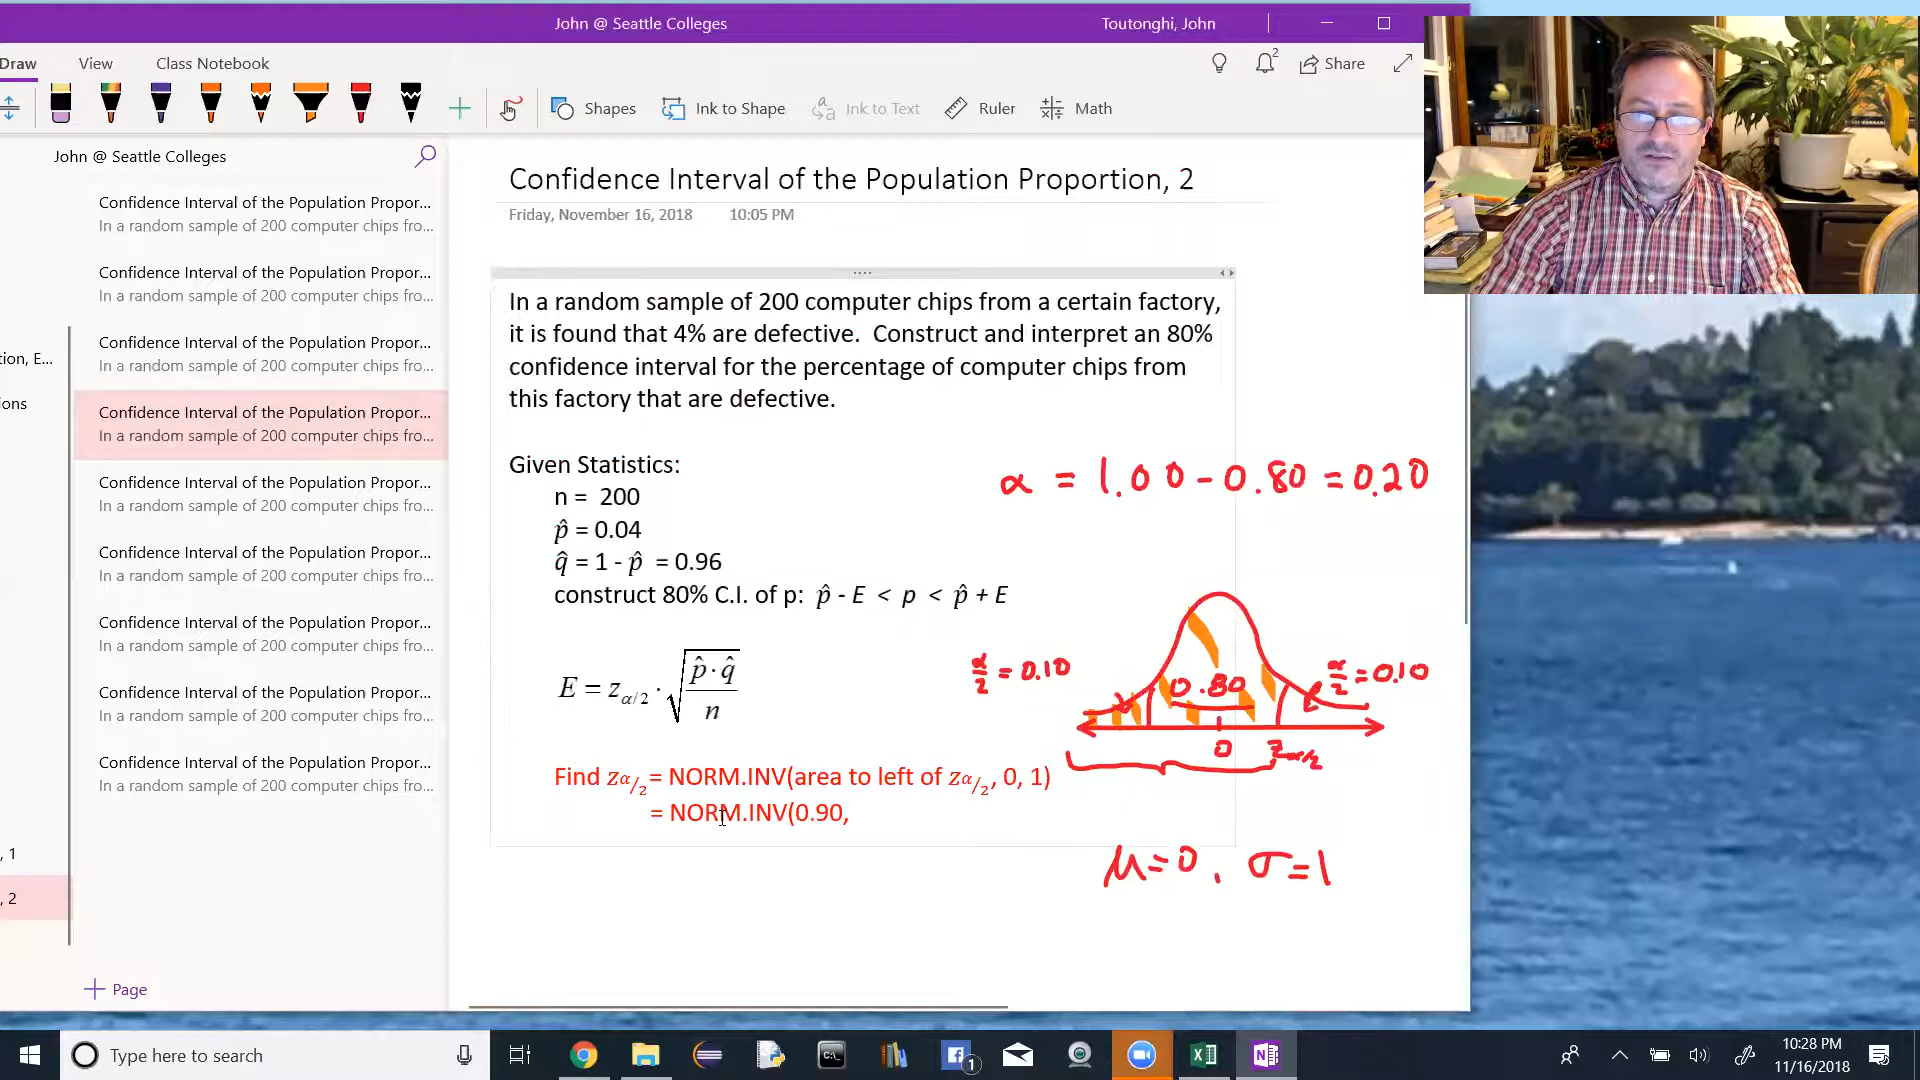 John @ Seattle Colleges
Toutonghi, John
Draw View Class Notebook
2
Share
Shapes Ink to Shape Ink to Text Ruler Math
John @ Seattle Colleges
Confidence Interval of the Population Propor...
In a random sample of 200 computer chips fro...
Confidence Interval of the Population Propor...
In a random sample of 200 computer chips fro...
Confidence Interval of the Population Propor...
In a random sample of 200 computer chips fro...
Confidence Interval of the Population Propor...
In a random sample of 200 computer chips fro...
Confidence Interval of the Population Propor...
In a random sample of 200 computer chips fro...
Confidence Interval of the Population Propor...
In a random sample of 200 computer chips fro...
Confidence Interval of the Population Propor...
In a random sample of 200 computer chips fro...
Confidence Interval of the Population Propor...
In a random sample of 200 computer chips fro...
Confidence Interval of the Population Propor...
In a random sample of 200 computer chips fro...
tion, E...
ions
, 1
, 2
Page
Confidence Interval of the Population Proportion, 2
Friday, November 16, 2018 10:05 PM
In a random sample of 200 computer chips from a certain factory,
it is found that 4% are defective. Construct and interpret an 80%
confidence interval for the percentage of computer chips from
this factory that are defective.
Given Statistics:
n = 200
p̂ = 0.04
q̂ = 1 - p̂ = 0.96
construct 80% C.I. of p: p̂ - E < p < p̂ + E
E = z_{α/2} · √(p̂ · q̂ / n)
Find z_{α/2} = NORM.INV(area to left of z_{α/2}, 0, 1)
= NORM.INV(0.90,
α = 1.00 - 0.80 = 0.20
α/2 = 0.10
0.80
α/2 = 0.10
0
z_{α/2}
μ = 0, σ = 1
Type here to search
1
10:28 PM
11/16/2018